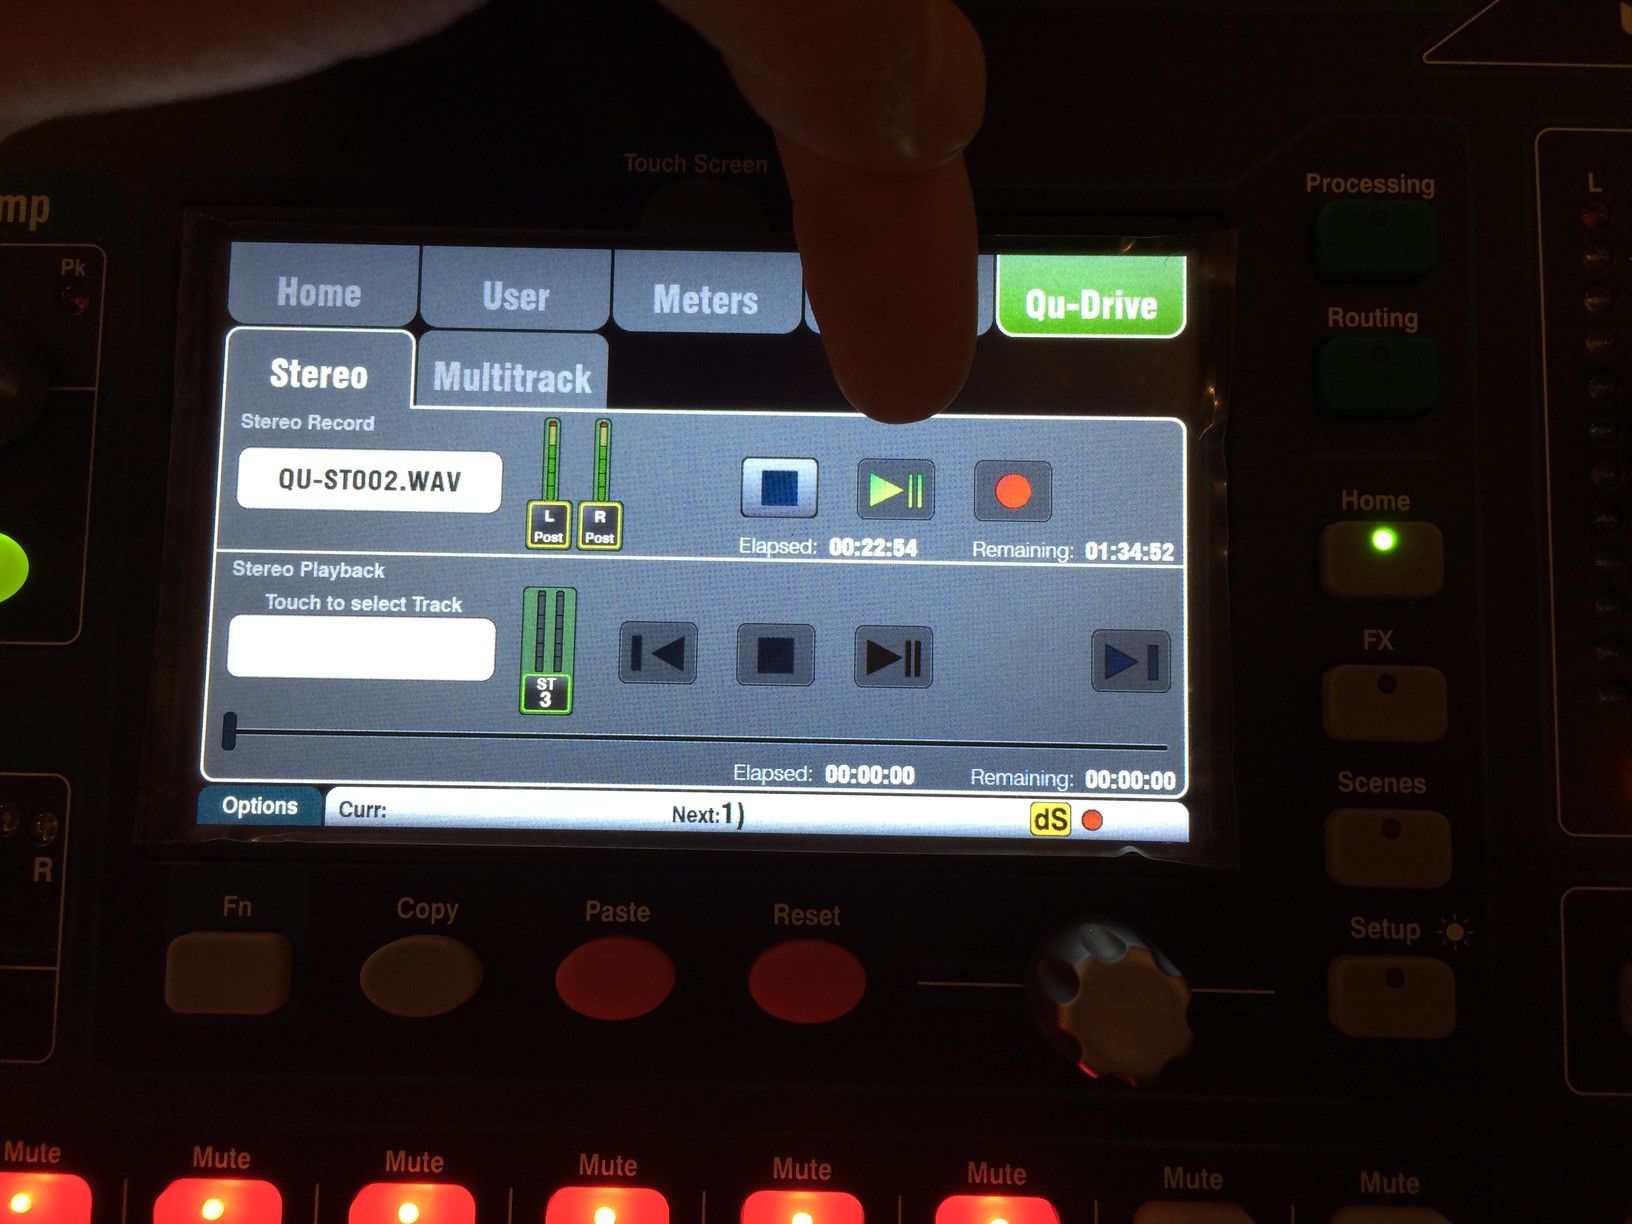 Touch Screen
mp
Pk
Processing
L
Routing
Home
User
Meters
Qu-Drive
Stereo
Multitrack
Stereo Record
QU-ST002.WAV
L
Post
R
Post
Elapsed: 00:22:54
Remaining: 01:34:52
Home
Stereo Playback
Touch to select Track
ST
3
FX
Elapsed: 00:00:00
Remaining: 00:00:00
Scenes
Options
Curr:
Next:1)
dS
R
Fn
Copy
Paste
Reset
Setup
Mute
Mute
Mute
Mute
Mute
Mute
Mute
Mute